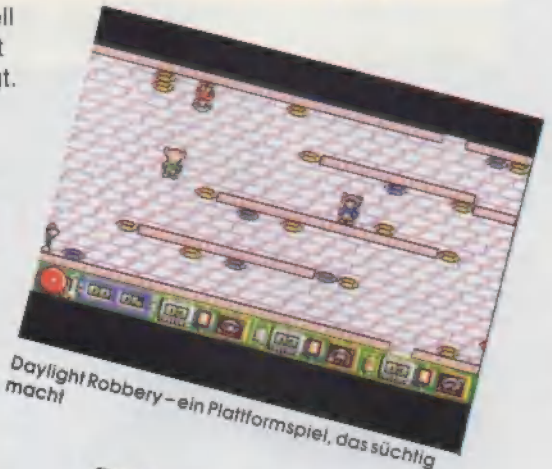 Daylight Robbery – ein Plattformspiel, das süchtig
macht